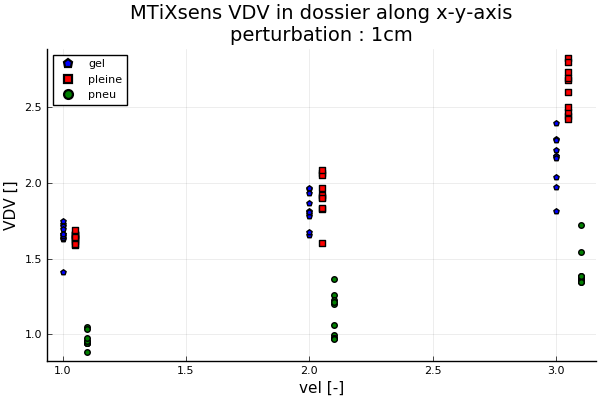 MTiXsens VDV in dossier along x-y-axis
perturbation : 1cm
gel
pleine
pneu
2.5
2.0
1.5
1.0
VDV []
1.0 1.5 2.0 2.5 3.0
vel [-]